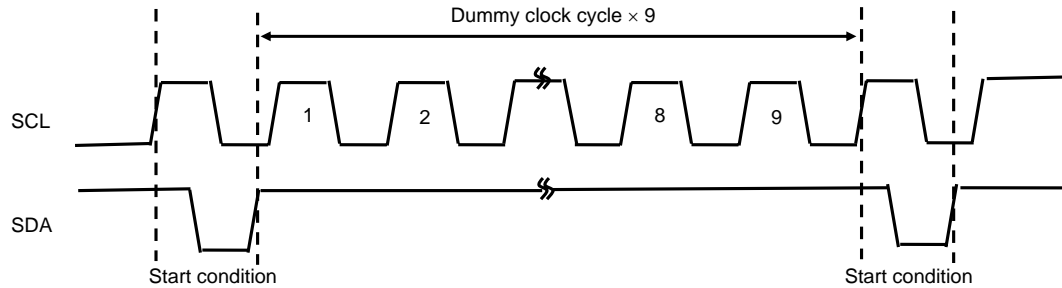 Dummy clock cycle × 9
SCL
1 2 8 9
SDA
Start condition Start condition